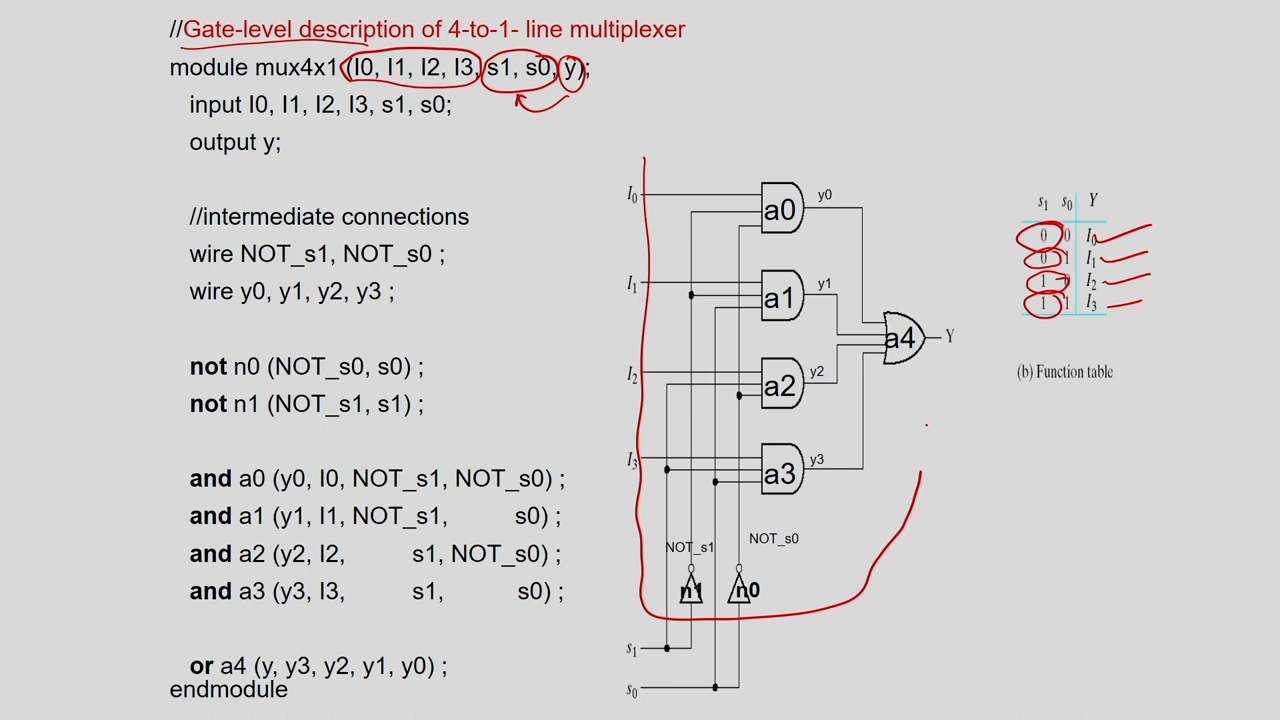 //Gate-level description of 4-to-1- line multiplexer
module mux4x1 (I0, I1, I2, I3, s1, s0, y);
input I0, I1, I2, I3, s1, s0;
output y;
//intermediate connections
wire NOT_s1, NOT_s0 ;
wire y0, y1, y2, y3 ;
not n0 (NOT_s0, s0) ;
not n1 (NOT_s1, s1) ;
and a0 (y0, I0, NOT_s1, NOT_s0) ;
and a1 (y1, I1, NOT_s1, s0) ;
and a2 (y2, I2, s1, NOT_s0) ;
and a3 (y3, I3, s1, s0) ;
or a4 (y, y3, y2, y1, y0) ;
endmodule
I0 a0 y0
I1 a1 y1
a4 Y
I2 a2 y2
I3 a3 y3
NOT_s1 NOT_s0
n1 n0
s1
s0
s1 s0 Y
0 0 I0
0 1 I1
1 0 I2
1 1 I3
(b) Function table